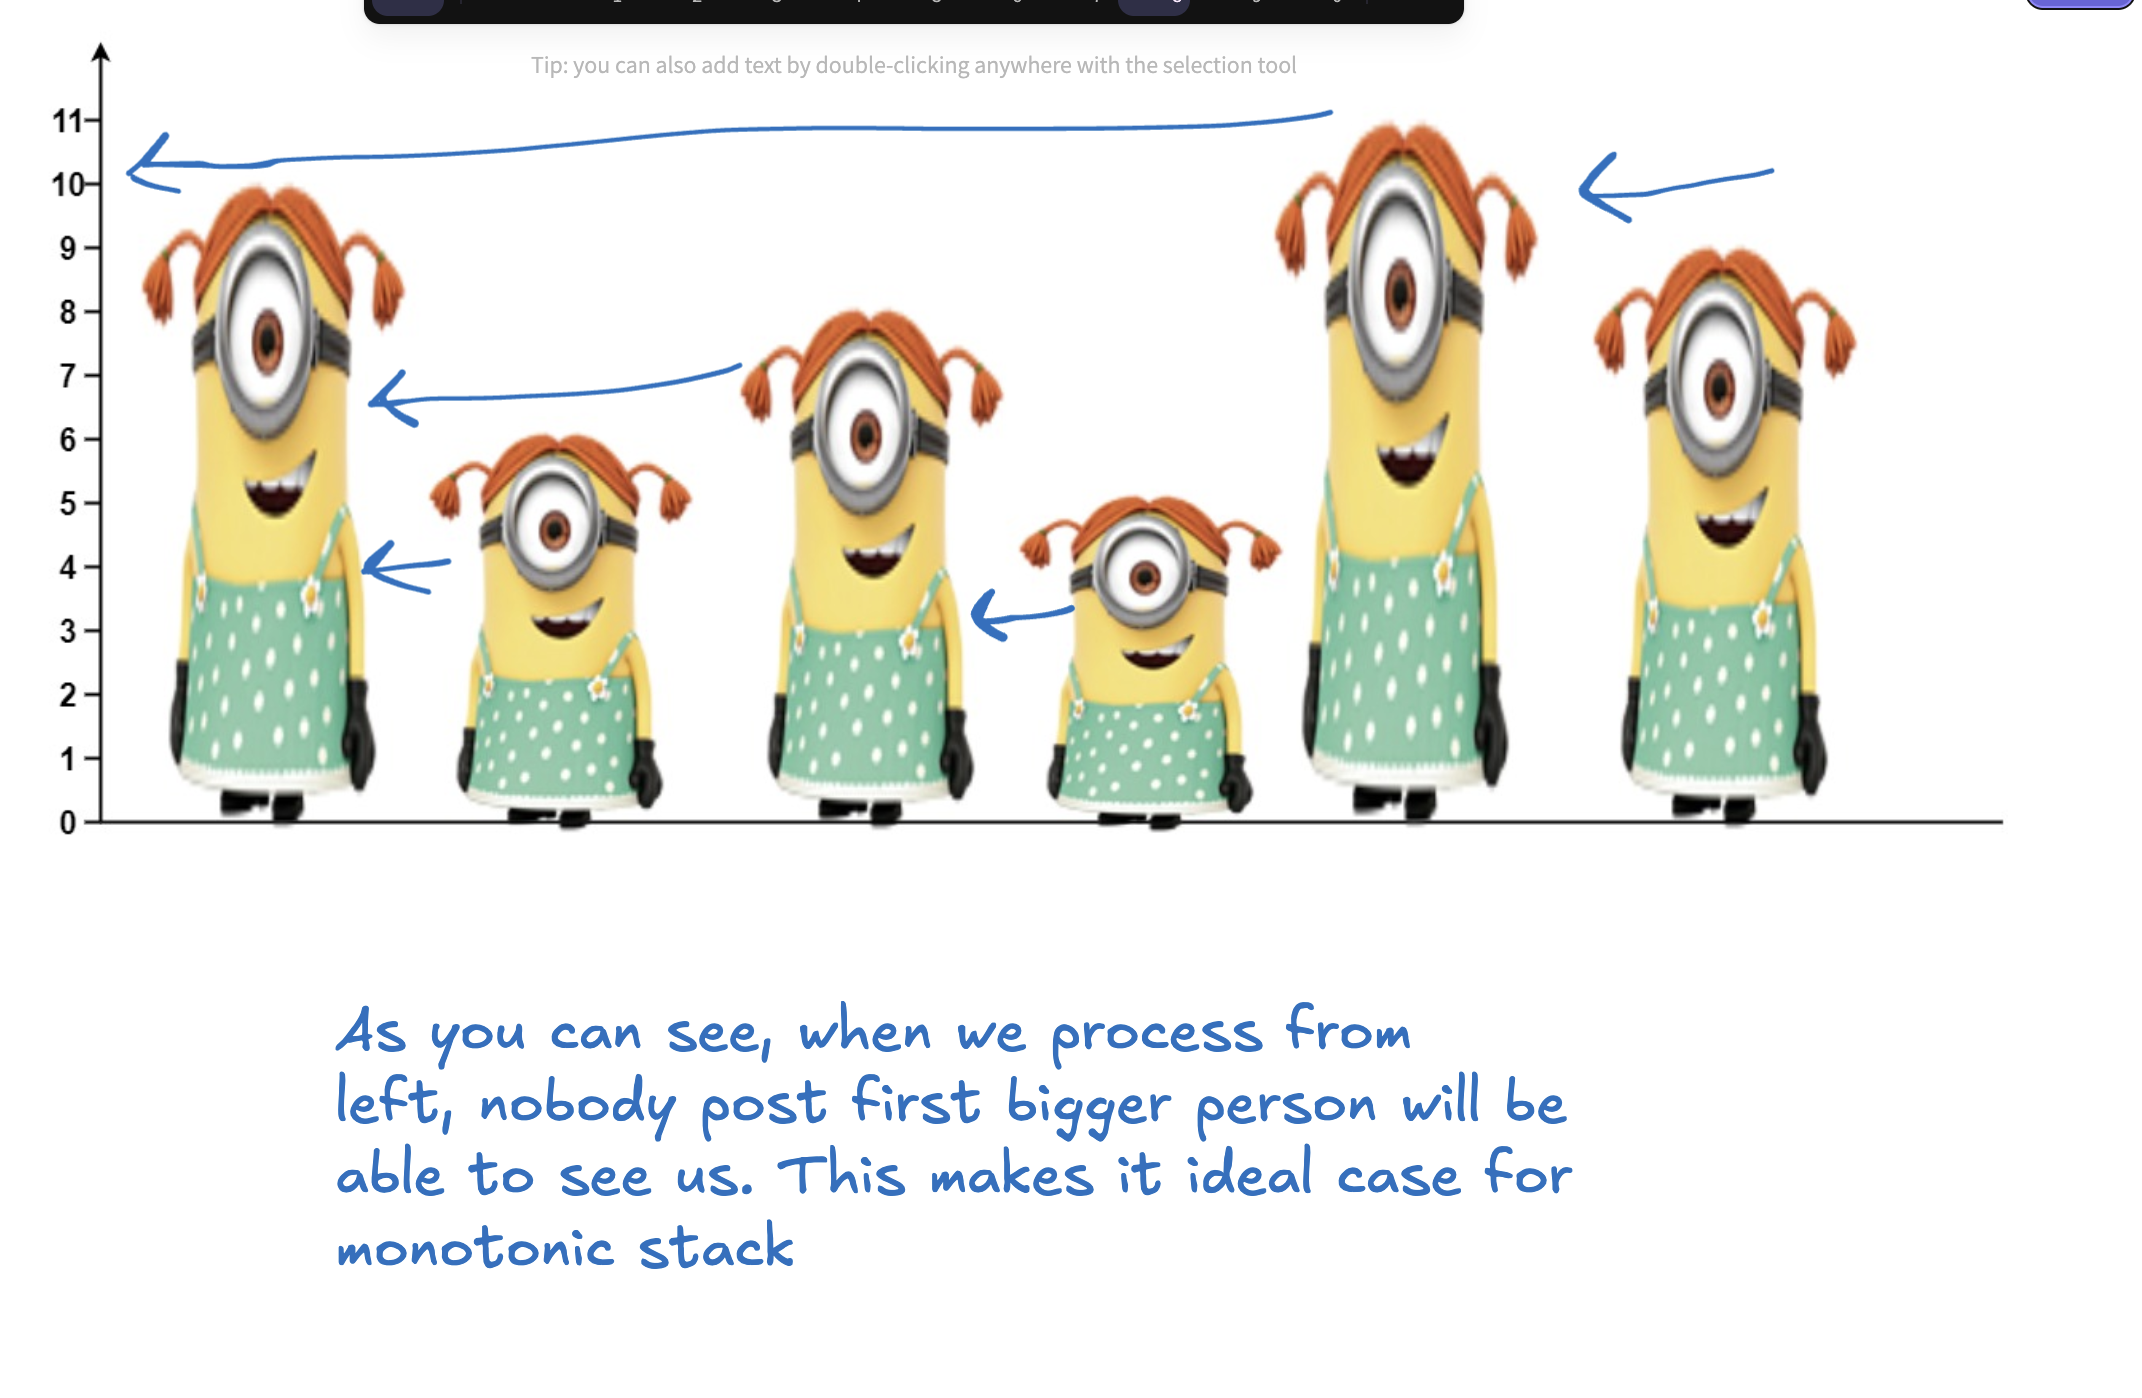 Tip: you can also add text by double-clicking anywhere with the selection tool
11
10
9
8
7
6
5
4
3
2
1
0
As you can see, when we process from
left, nobody post first bigger person will be
able to see us. This makes it ideal case for
monotonic stack